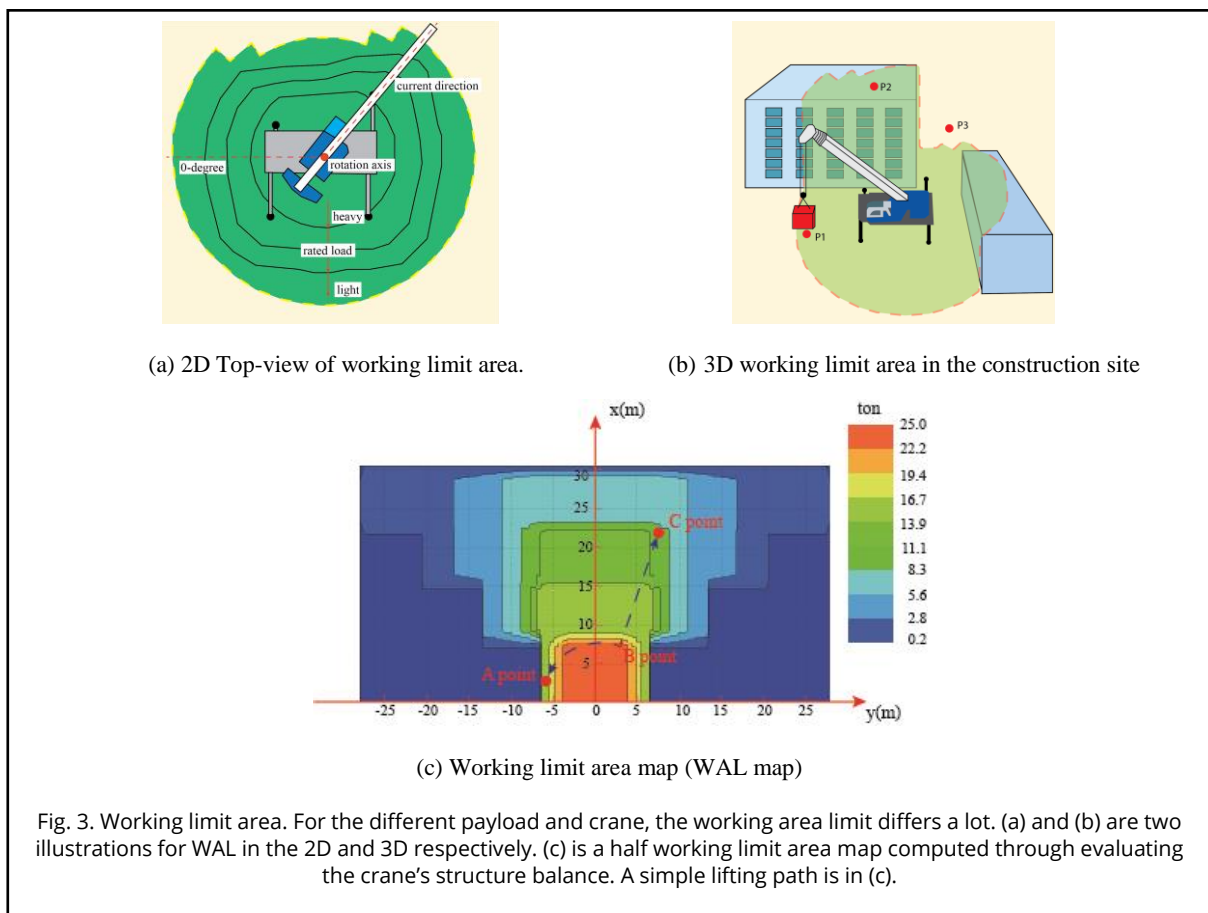 current direction
0-degree
rotation axis
heavy
rated load
light
P2
P3
P1
(a) 2D Top-view of working limit area.
(b) 3D working limit area in the construction site
x(m)
ton
30
25
20
15
10
5
C point
B point
A point
25.0
22.2
19.4
16.7
13.9
11.1
8.3
5.6
2.8
0.2
-25 -20 -15 -10 -5 0 5 10 15 20 25
y(m)
(c) Working limit area map (WAL map)
Fig. 3. Working limit area. For the different payload and crane, the working area limit differs a lot. (a) and (b) are two
illustrations for WAL in the 2D and 3D respectively. (c) is a half working limit area map computed through evaluating
the crane's structure balance. A simple lifting path is in (c).